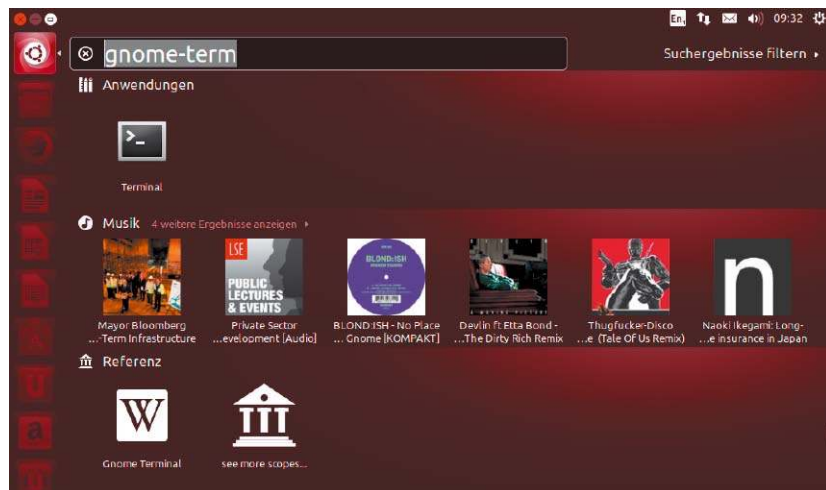 En
09:32
gnome-term
Suchergebnisse filtern
Anwendungen
>_
Terminal
Musik 4 weitere Ergebnisse anzeigen
LSE
PUBLIC
LECTURES
& EVENTS
BLOND:ISH
n
Mayor Bloomberg
...-Term Infrastructure
Private Sector
...evelopment [Audio]
BLOND:ISH - No Place
... Gnome [KOMPAKT]
Devlin ft Etta Bond -
...The Dirty Rich Remix
Thugfucker-Disco
...e (Tale Of Us Remix)
Naoki Ikegami: Long-
...e insurance in Japan
Referenz
W
Gnome Terminal
see more scopes...
a